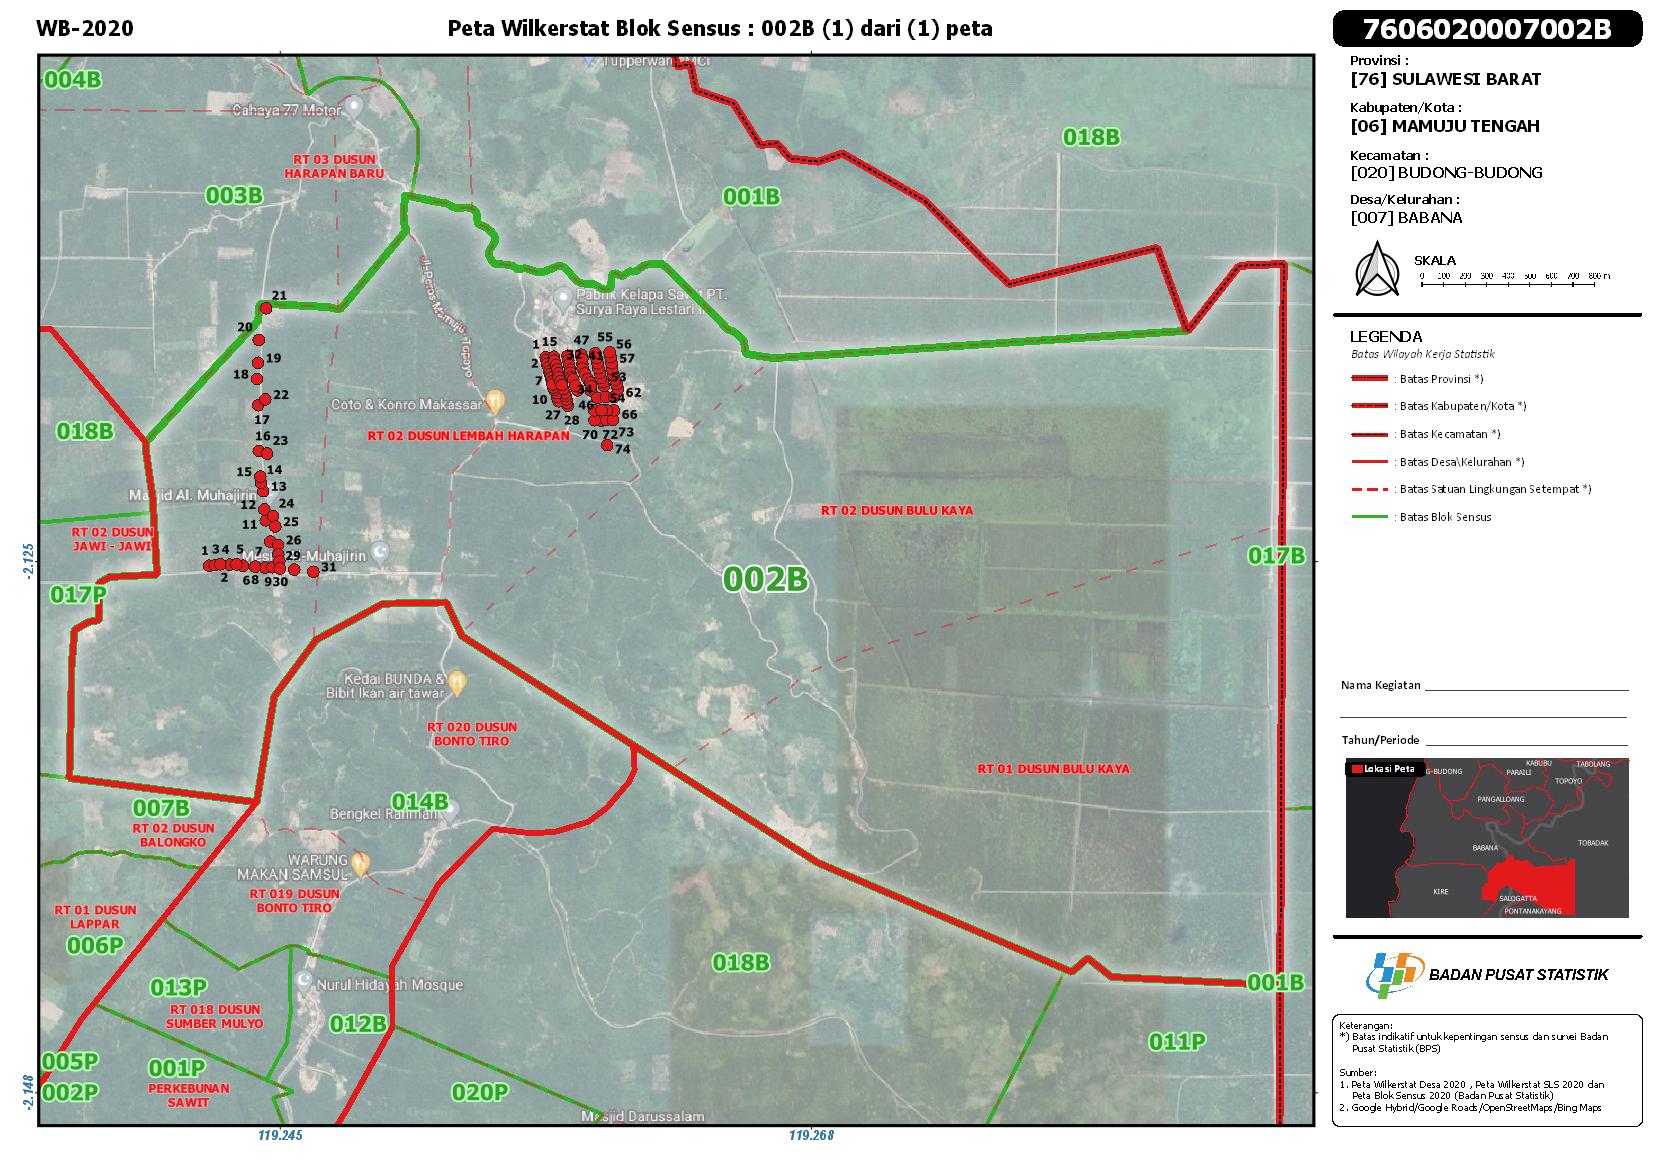 WB-2020
Peta Wilkerstat Blok Sensus : 002B (1) dari (1) peta
7606020007002B
Provinsi :
[76] SULAWESI BARAT
Kabupaten/Kota :
[06] MAMUJU TENGAH
Kecamatan :
[020] BUDONG-BUDONG
Desa/Kelurahan :
[007] BABANA
SKALA
0 100 200 300 400 500 600 700 800 m
LEGENDA
Batas Wilayah Kerja Statistik
: Batas Provinsi *)
: Batas Kabupaten/Kota *)
: Batas Kecamatan *)
: Batas Desa\Kelurahan *)
: Batas Satuan Lingkungan Setempat *)
: Batas Blok Sensus
Nama Kegiatan
Tahun/Periode
Lokasi Peta
G-BUDONG
KABUBU
TABOLANG
PARAILI
TOPOYO
PANGALLOANG
BABANA
TOBADAK
KIRE
SALOGATTA
PONTANAKAYANG
BADAN PUSAT STATISTIK
Keterangan:
*) Batas indikatif untuk kepentingan sensus dan survei Badan
Pusat Statistik (BPS)
Sumber:
1. Peta Wilkerstat Desa 2020 , Peta Wilkerstat SLS 2020 dan
Peta Blok Sensus 2020 (Badan Pusat Statistik)
2. Google Hybrid/Google Roads/OpenStreetMaps/Bing Maps
004B
Tupperware MCI
Cahaya 77 Motor
018B
RT 03 DUSUN
HARAPAN BARU
003B
001B
Pabrik Kelapa Sawit PT.
Surya Raya Lestari II
21
20
19
18
22
17
16
23
15
14
13
12
24
11
25
26
29
1
3
4
5
7
2
6
8
9
30
31
1
15
47
55
56
2
32
41
57
7
53
10
34
62
46
54
27
28
66
70
72
73
74
Coto & Konro Makassar
RT 02 DUSUN LEMBAH HARAPAN
018B
Masjid Al. Muhajirin
RT 02 DUSUN
JAWI - JAWI
RT 02 DUSUN BULU KAYA
017B
002B
017P
Kedai BUNDA &
Bibit Ikan air tawar
RT 020 DUSUN
BONTO TIRO
RT 01 DUSUN BULU KAYA
007B
014B
Bengkel Rahman
RT 02 DUSUN
BALONGKO
WARUNG
MAKAN SAMSUL
RT 019 DUSUN
BONTO TIRO
RT 01 DUSUN
LAPPAR
006P
018B
Nurul Hidayah Mosque
001B
013P
RT 018 DUSUN
SUMBER MULYO
012B
011P
005P
001P
002P
PERKEBUNAN
SAWIT
020P
Masjid Darussalam
-2.125
-2.148
119.245
119.268